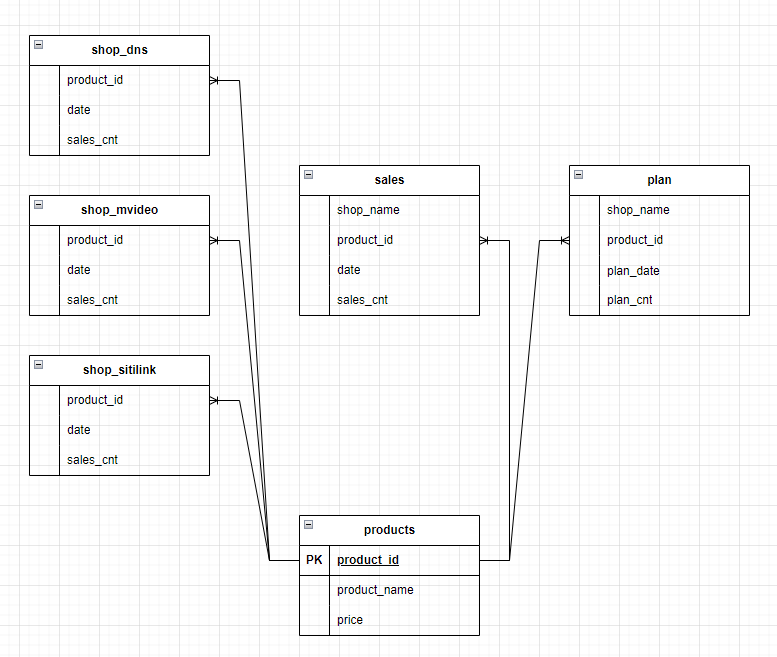 shop_dns
product_id
date
sales_cnt
shop_mvideo
product_id
date
sales_cnt
shop_sitilink
product_id
date
sales_cnt
sales
shop_name
product_id
date
sales_cnt
plan
shop_name
product_id
plan_date
plan_cnt
products
PK product_id
product_name
price